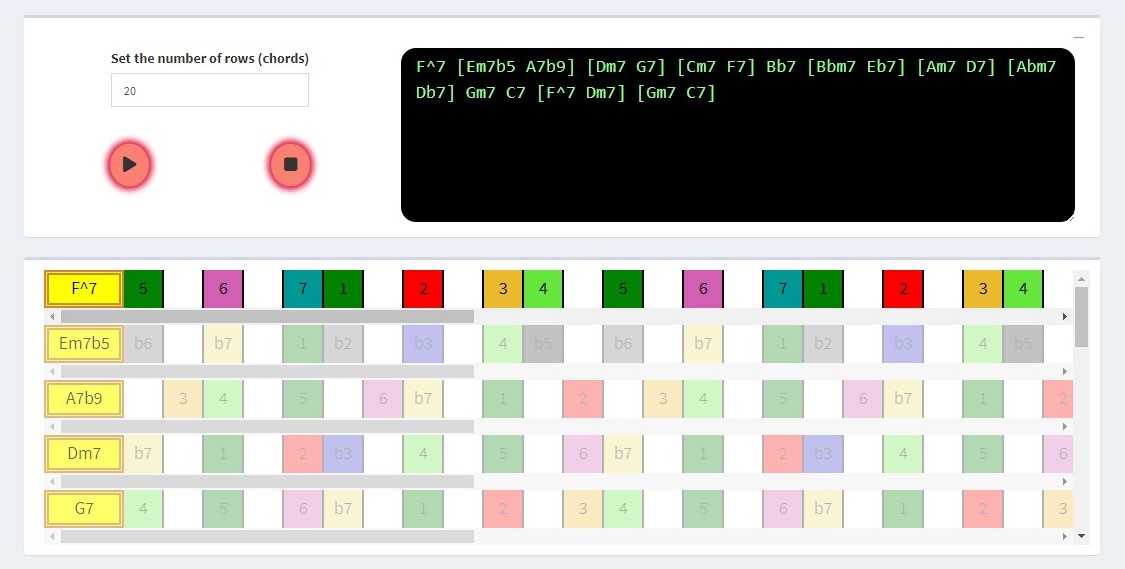 Set the number of rows (chords)
20
F^7 [Em7b5 A7b9] [Dm7 G7] [Cm7 F7] Bb7 [Bbm7 Eb7] [Am7 D7] [Abm7
Db7] Gm7 C7 [F^7 Dm7] [Gm7 C7]
F^7 5 6 7 1 2 3 4 5 6 7 1 2 3 4
Em7b5 b6 b7 1 b2 b3 4 b5 b6 b7 1 b2 b3 4 b5
A7b9 3 4 5 6 b7 1 2 3 4 5 6 b7 1 2
Dm7 b7 1 2 b3 4 5 6 b7 1 2 b3 4 5 6
G7 4 5 6 b7 1 2 3 4 5 6 b7 1 2 3